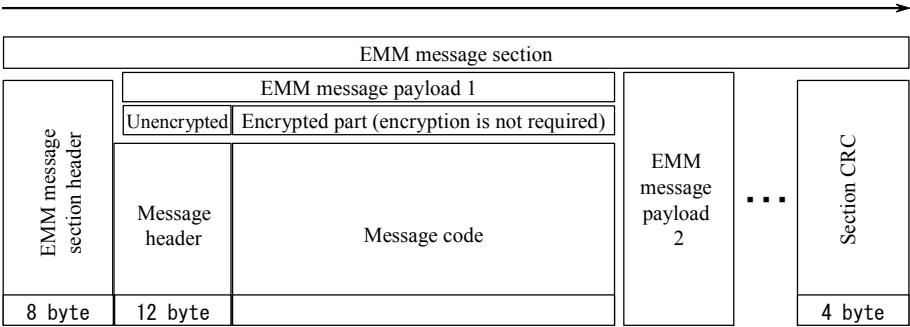 EMM message section
EMM message
section header
EMM message payload 1
Unencrypted
Encrypted part (encryption is not required)
Message
header
Message code
EMM
message
payload
2
...
Section CRC
8 byte
12 byte
4 byte